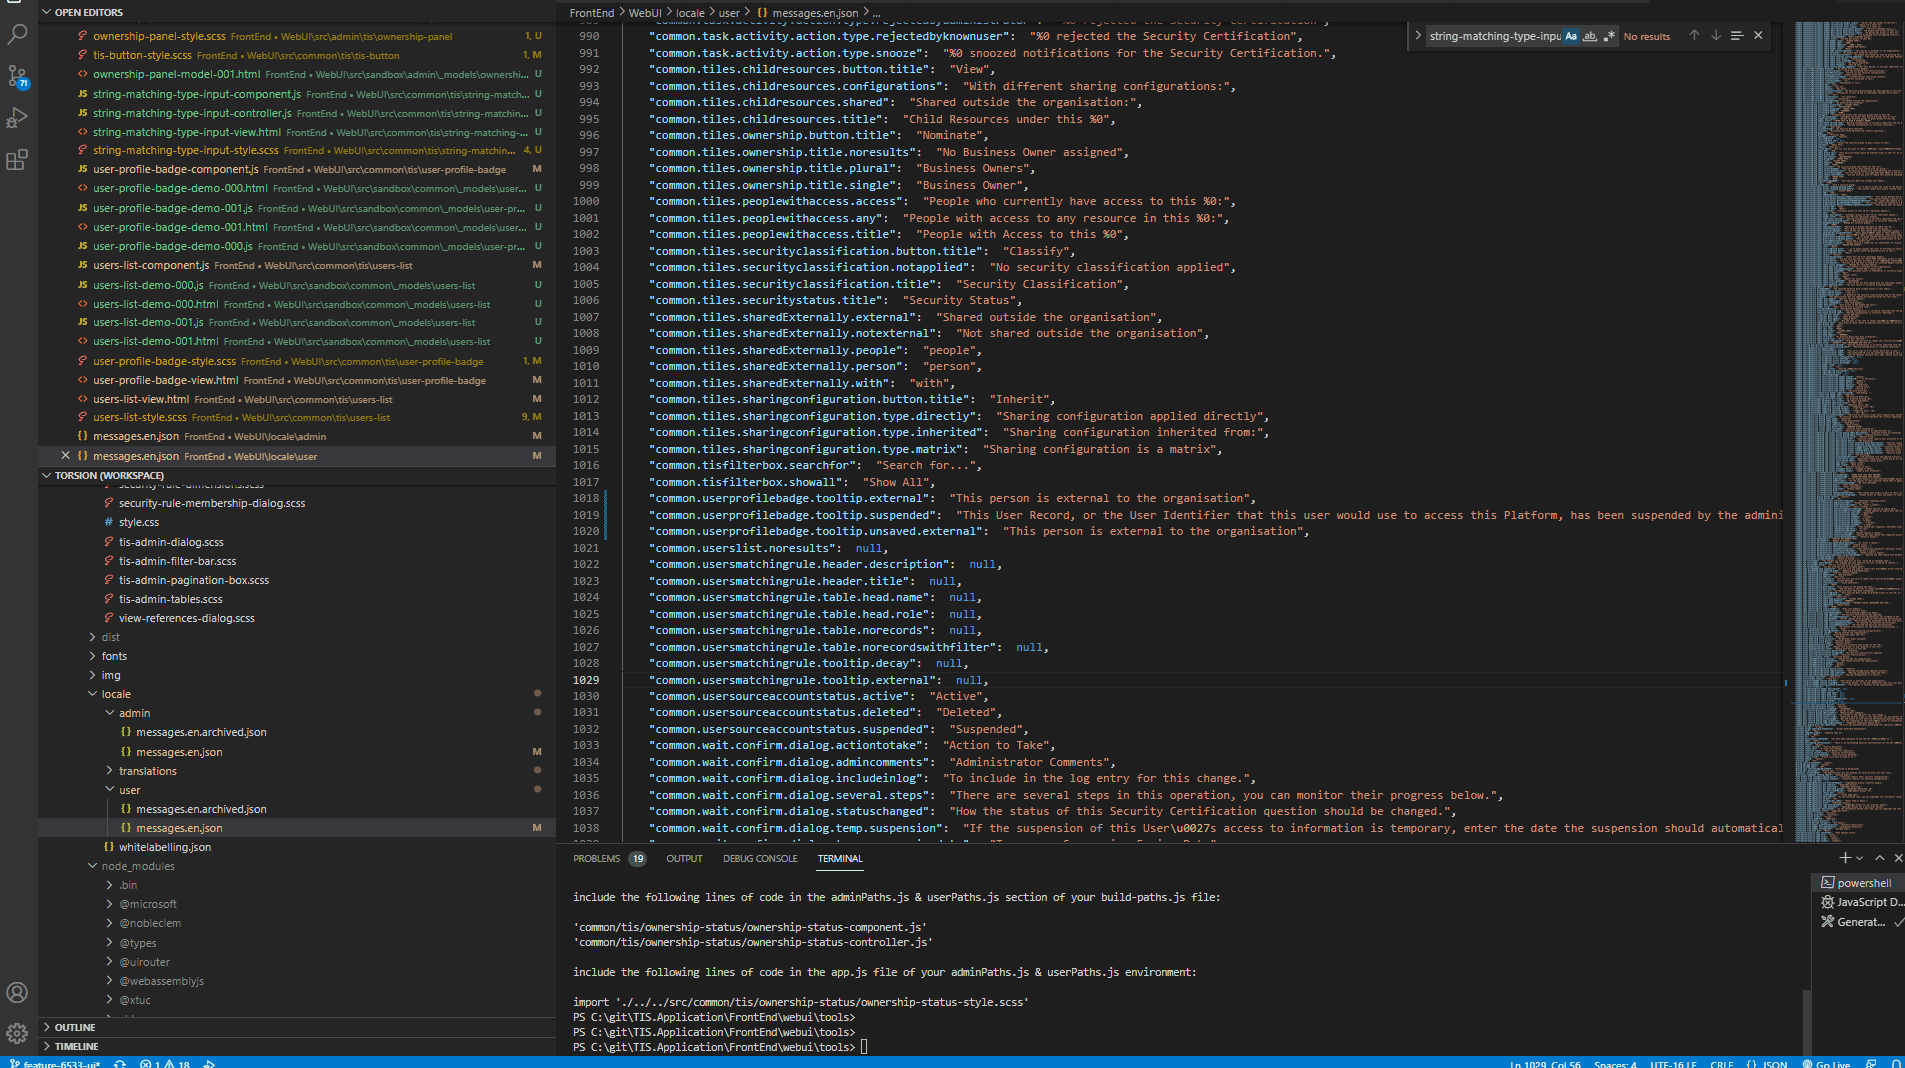 OPEN EDITORS
ownership-panel-style.scss FrontEnd • WebUI\src\admin\tis\ownership-panel 1, U
tis-button-style.scss FrontEnd • WebUI\src\common\tis\tis-button 1, M
ownership-panel-model-001.html FrontEnd • WebUI\src\sandbox\admin\_models\ownershi... U
string-matching-type-input-component.js FrontEnd • WebUI\src\common\tis\string-match... U
string-matching-type-input-controller.js FrontEnd • WebUI\src\common\tis\string-matchin... U
string-matching-type-input-view.html FrontEnd • WebUI\src\common\tis\string-matching-... U
string-matching-type-input-style.scss FrontEnd • WebUI\src\common\tis\string-matchin... 4, U
user-profile-badge-component.js FrontEnd • WebUI\src\common\tis\user-profile-badge M
user-profile-badge-demo-000.html FrontEnd • WebUI\src\sandbox\common\_models\user... U
user-profile-badge-demo-001.js FrontEnd • WebUI\src\sandbox\common\_models\user-pr... U
user-profile-badge-demo-001.html FrontEnd • WebUI\src\sandbox\common\_models\user... U
user-profile-badge-demo-000.js FrontEnd • WebUI\src\sandbox\common\_models\user-pr... U
users-list-component.js FrontEnd • WebUI\src\common\tis\users-list M
users-list-demo-000.js FrontEnd • WebUI\src\sandbox\common\_models\users-list U
users-list-demo-000.html FrontEnd • WebUI\src\sandbox\common\_models\users-list U
users-list-demo-001.js FrontEnd • WebUI\src\sandbox\common\_models\users-list U
users-list-demo-001.html FrontEnd • WebUI\src\sandbox\common\_models\users-list U
user-profile-badge-style.scss FrontEnd • WebUI\src\common\tis\user-profile-badge 1, M
user-profile-badge-view.html FrontEnd • WebUI\src\common\tis\user-profile-badge M
users-list-view.html FrontEnd • WebUI\src\common\tis\users-list M
users-list-style.scss FrontEnd • WebUI\src\common\tis\users-list 9, M
messages.en.json FrontEnd • WebUI\locale\admin M
messages.en.json FrontEnd • WebUI\locale\user M
TORSION (WORKSPACE)
security-rule-dimensions.scss
security-rule-membership-dialog.scss
style.css
tis-admin-dialog.scss
tis-admin-filter-bar.scss
tis-admin-pagination-box.scss
tis-admin-tables.scss
view-references-dialog.scss
dist
fonts
img
locale
admin
messages.en.archived.json
messages.en.json M
translations
user
messages.en.archived.json
messages.en.json M
whitelabelling.json
node_modules
.bin
@microsoft
@nobleclem
@types
@uirouter
@webassemblyjs
@xtuc
OUTLINE
TIMELINE
FrontEnd > WebUI > locale > user > {} messages.en.json > ...
string-matching-type-inpu Aa ab .* No results
990 "common.task.activity.action.type.rejectedbyknownuser": "%0 rejected the Security Certification",
991 "common.task.activity.action.type.snooze": "%0 snoozed notifications for the Security Certification.",
992 "common.tiles.childresources.button.title": "View",
993 "common.tiles.childresources.configurations": "With different sharing configurations:",
994 "common.tiles.childresources.shared": "Shared outside the organisation:",
995 "common.tiles.childresources.title": "Child Resources under this %0",
996 "common.tiles.ownership.button.title": "Nominate",
997 "common.tiles.ownership.title.noresults": "No Business Owner assigned",
998 "common.tiles.ownership.title.plural": "Business Owners",
999 "common.tiles.ownership.title.single": "Business Owner",
1000 "common.tiles.peoplewithaccess.access": "People who currently have access to this %0:",
1001 "common.tiles.peoplewithaccess.any": "People with access to any resource in this %0:",
1002 "common.tiles.peoplewithaccess.title": "People with Access to this %0",
1003 "common.tiles.securityclassification.button.title": "Classify",
1004 "common.tiles.securityclassification.notapplied": "No security classification applied",
1005 "common.tiles.securityclassification.title": "Security Classification",
1006 "common.tiles.securitystatus.title": "Security Status",
1007 "common.tiles.sharedExternally.external": "Shared outside the organisation",
1008 "common.tiles.sharedExternally.notexternal": "Not shared outside the organisation",
1009 "common.tiles.sharedExternally.people": "people",
1010 "common.tiles.sharedExternally.person": "person",
1011 "common.tiles.sharedExternally.with": "with",
1012 "common.tiles.sharingconfiguration.button.title": "Inherit",
1013 "common.tiles.sharingconfiguration.type.directly": "Sharing configuration applied directly",
1014 "common.tiles.sharingconfiguration.type.inherited": "Sharing configuration inherited from:",
1015 "common.tiles.sharingconfiguration.type.matrix": "Sharing configuration is a matrix",
1016 "common.tisfilterbox.searchfor": "Search for...",
1017 "common.tisfilterbox.showall": "Show All",
1018 "common.userprofilebadge.tooltip.external": "This person is external to the organisation",
1019 "common.userprofilebadge.tooltip.suspended": "This User Record, or the User Identifier that this user would use to access this Platform, has been suspended by the admini
1020 "common.userprofilebadge.tooltip.unsaved.external": "This person is external to the organisation",
1021 "common.userslist.noresults": null,
1022 "common.usersmatchingrule.header.description": null,
1023 "common.usersmatchingrule.header.title": null,
1024 "common.usersmatchingrule.table.head.name": null,
1025 "common.usersmatchingrule.table.head.role": null,
1026 "common.usersmatchingrule.table.norecords": null,
1027 "common.usersmatchingrule.table.norecordswithfilter": null,
1028 "common.usersmatchingrule.tooltip.decay": null,
1029 "common.usersmatchingrule.tooltip.external": null,
1030 "common.usersourceaccountstatus.active": "Active",
1031 "common.usersourceaccountstatus.deleted": "Deleted",
1032 "common.usersourceaccountstatus.suspended": "Suspended",
1033 "common.wait.confirm.dialog.actiontotake": "Action to Take",
1034 "common.wait.confirm.dialog.admincomments": "Administrator Comments",
1035 "common.wait.confirm.dialog.includeinlog": "To include in the log entry for this change.",
1036 "common.wait.confirm.dialog.several.steps": "There are several steps in this operation, you can monitor their progress below.",
1037 "common.wait.confirm.dialog.statuschanged": "How the status of this Security Certification question should be changed.",
1038 "common.wait.confirm.dialog.temp.suspension": "If the suspension of this User\u0027s access to information is temporary, enter the date the suspension should automatical
PROBLEMS 19 OUTPUT DEBUG CONSOLE TERMINAL
include the following lines of code in the adminPaths.js & userPaths.js section of your build-paths.js file:
'common/tis/ownership-status/ownership-status-component.js'
'common/tis/ownership-status/ownership-status-controller.js'
include the following lines of code in the app.js file of your adminPaths.js & userPaths.js environment:
import './../../src/common/tis/ownership-status/ownership-status-style.scss'
PS C:\git\TIS.Application\FrontEnd\webui\tools>
PS C:\git\TIS.Application\FrontEnd\webui\tools>
PS C:\git\TIS.Application\FrontEnd\webui\tools>
powershell
JavaScript D...
Generat...
71
feature-6533-ui* 1 18
Ln 1029, Col 56 Spaces: 4 UTF-16 LE CRLF {} JSON Go Live